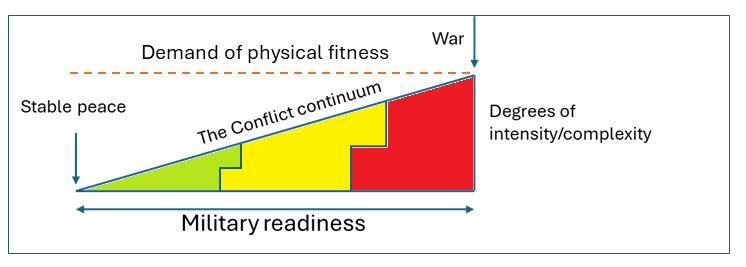 War
Demand of physical fitness
Stable peace
The Conflict continuum
Degrees of
intensity/complexity
Military readiness